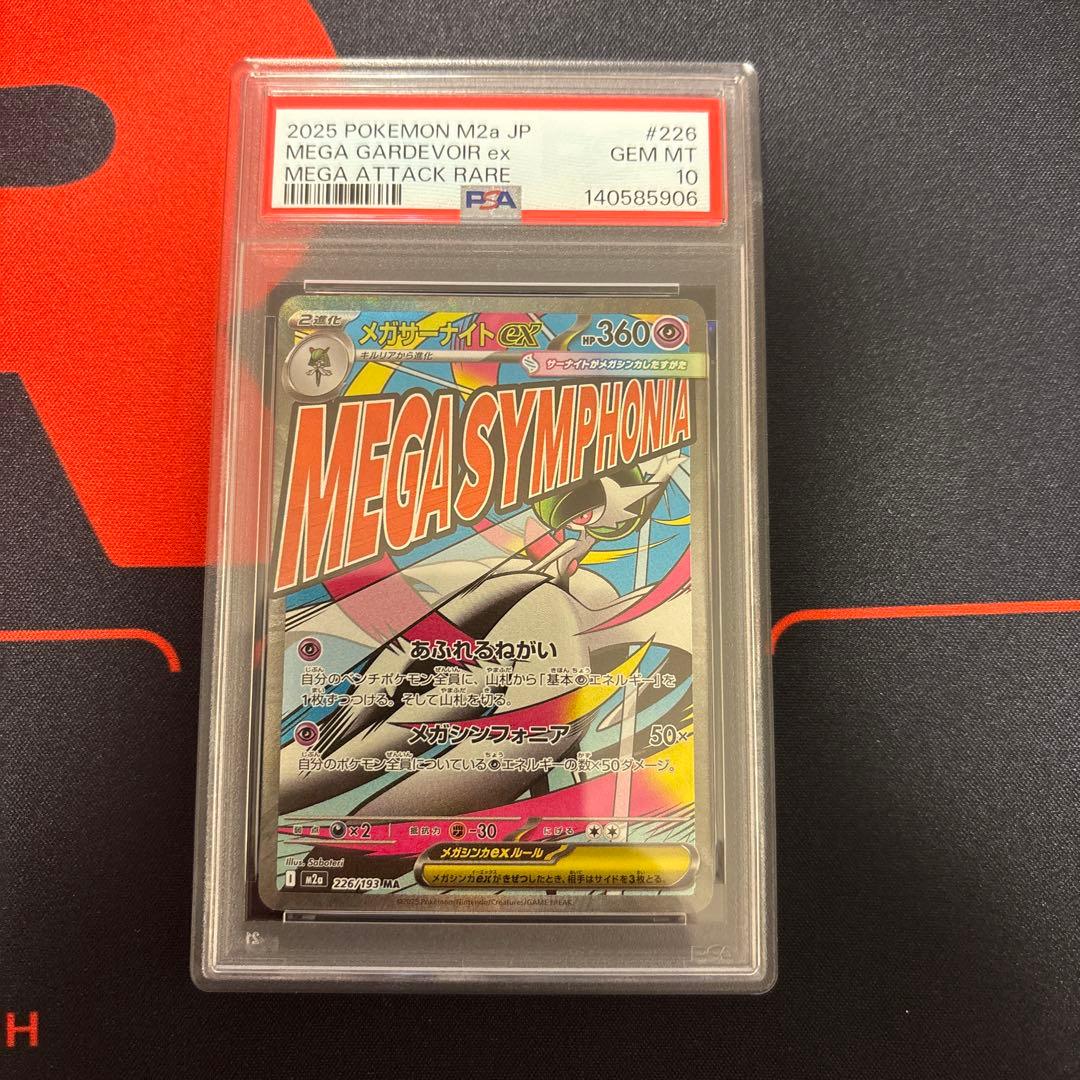 2025 POKEMON M2a JP #226
MEGA GARDEVOIR ex GEM MT
MEGA ATTACK RARE 10
PSA 140585906
2進化 メガサーナイトex HP360
キルリアから進化
サーナイトがメガシンカしたすがた
MEGA SYMPHONIA
あふれるねがい
自分のベンチポケモン全員に、山札から「基本エネルギー」を
1枚ずつつける。そして山札を切る。
メガシンフォニア 50×
自分のポケモン全員についているエネルギーの数×50ダメージ。
弱点 ×2 抵抗力 -30 にげる
メガシンカexルール
メガシンカexがきぜつしたとき、相手はサイドを3枚とる。
Illus. Saboteri
I M2a 226/193 MA
©2025 Pokémon/Nintendo/Creatures/GAME FREAK
PSA
H